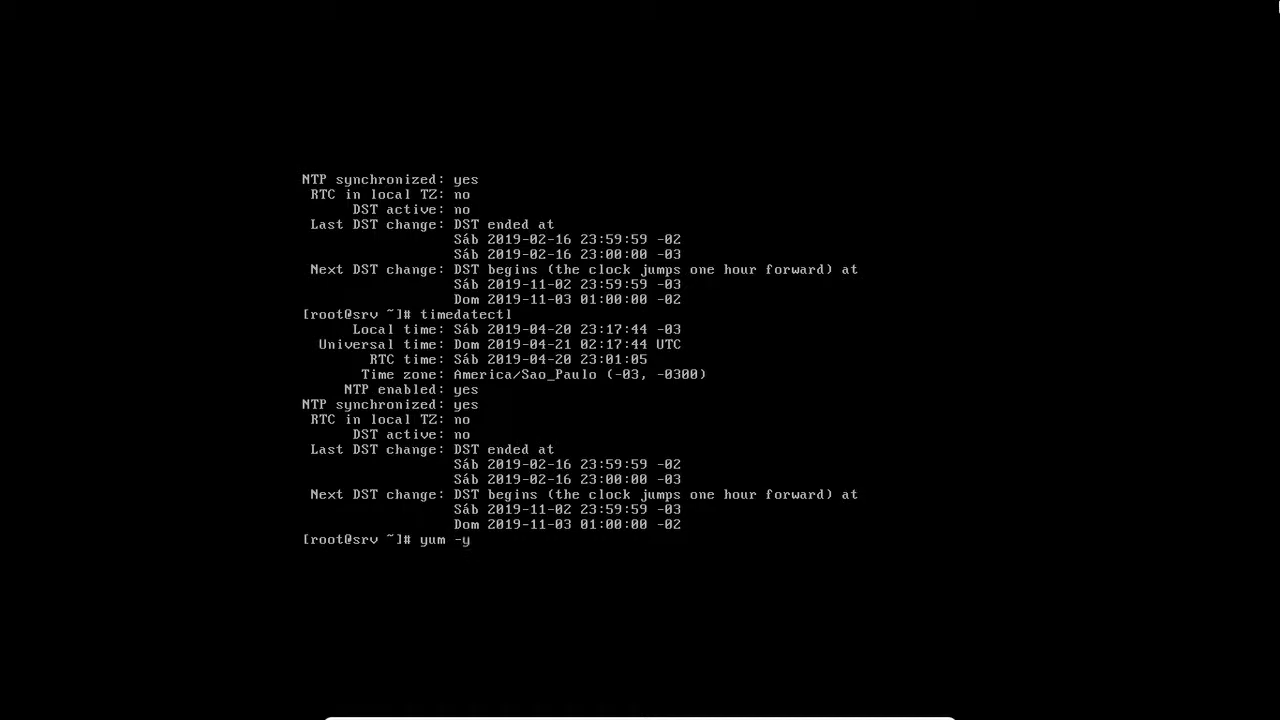 NTP synchronized: yes
RTC in local TZ: no
DST active: no
Last DST change: DST ended at
Sáb 2019-02-16 23:59:59 -02
Sáb 2019-02-16 23:00:00 -03
Next DST change: DST begins (the clock jumps one hour forward) at
Sáb 2019-11-02 23:59:59 -03
Dom 2019-11-03 01:00:00 -02
[root@srv ~]# timedatectl
Local time: Sáb 2019-04-20 23:17:44 -03
Universal time: Dom 2019-04-21 02:17:44 UTC
RTC time: Sáb 2019-04-20 23:01:05
Time zone: America/Sao_Paulo (-03, -0300)
NTP enabled: yes
NTP synchronized: yes
RTC in local TZ: no
DST active: no
Last DST change: DST ended at
Sáb 2019-02-16 23:59:59 -02
Sáb 2019-02-16 23:00:00 -03
Next DST change: DST begins (the clock jumps one hour forward) at
Sáb 2019-11-02 23:59:59 -03
Dom 2019-11-03 01:00:00 -02
[root@srv ~]# yum -y